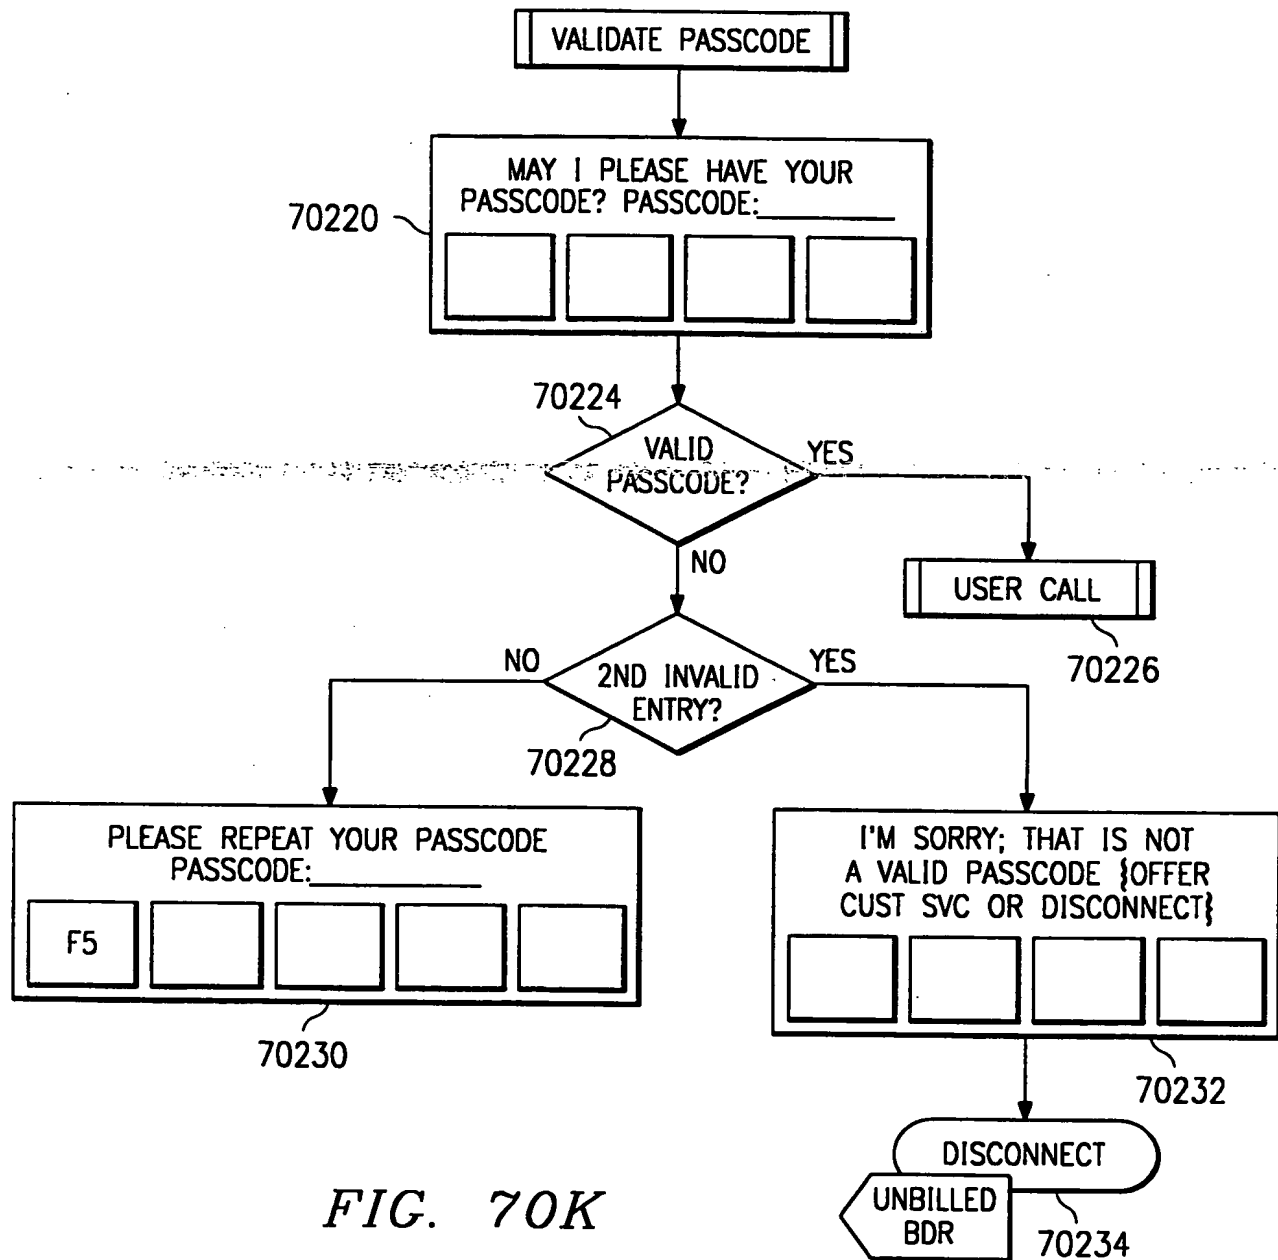 VALIDATE PASSCODE
MAY I PLEASE HAVE YOUR
PASSCODE? PASSCODE:
70220
70224
VALID
PASSCODE?
YES
NO
USER CALL
70226
NO
2ND INVALID
ENTRY?
YES
70228
PLEASE REPEAT YOUR PASSCODE
PASSCODE:
F5
70230
I'M SORY; THAT IS NOT
A VALID PASSCODE {OFFER
CUST SVC OR DISCONNECT}
70232
DISCONNECT
UNBILLED
BDR
70234
FIG. 70K